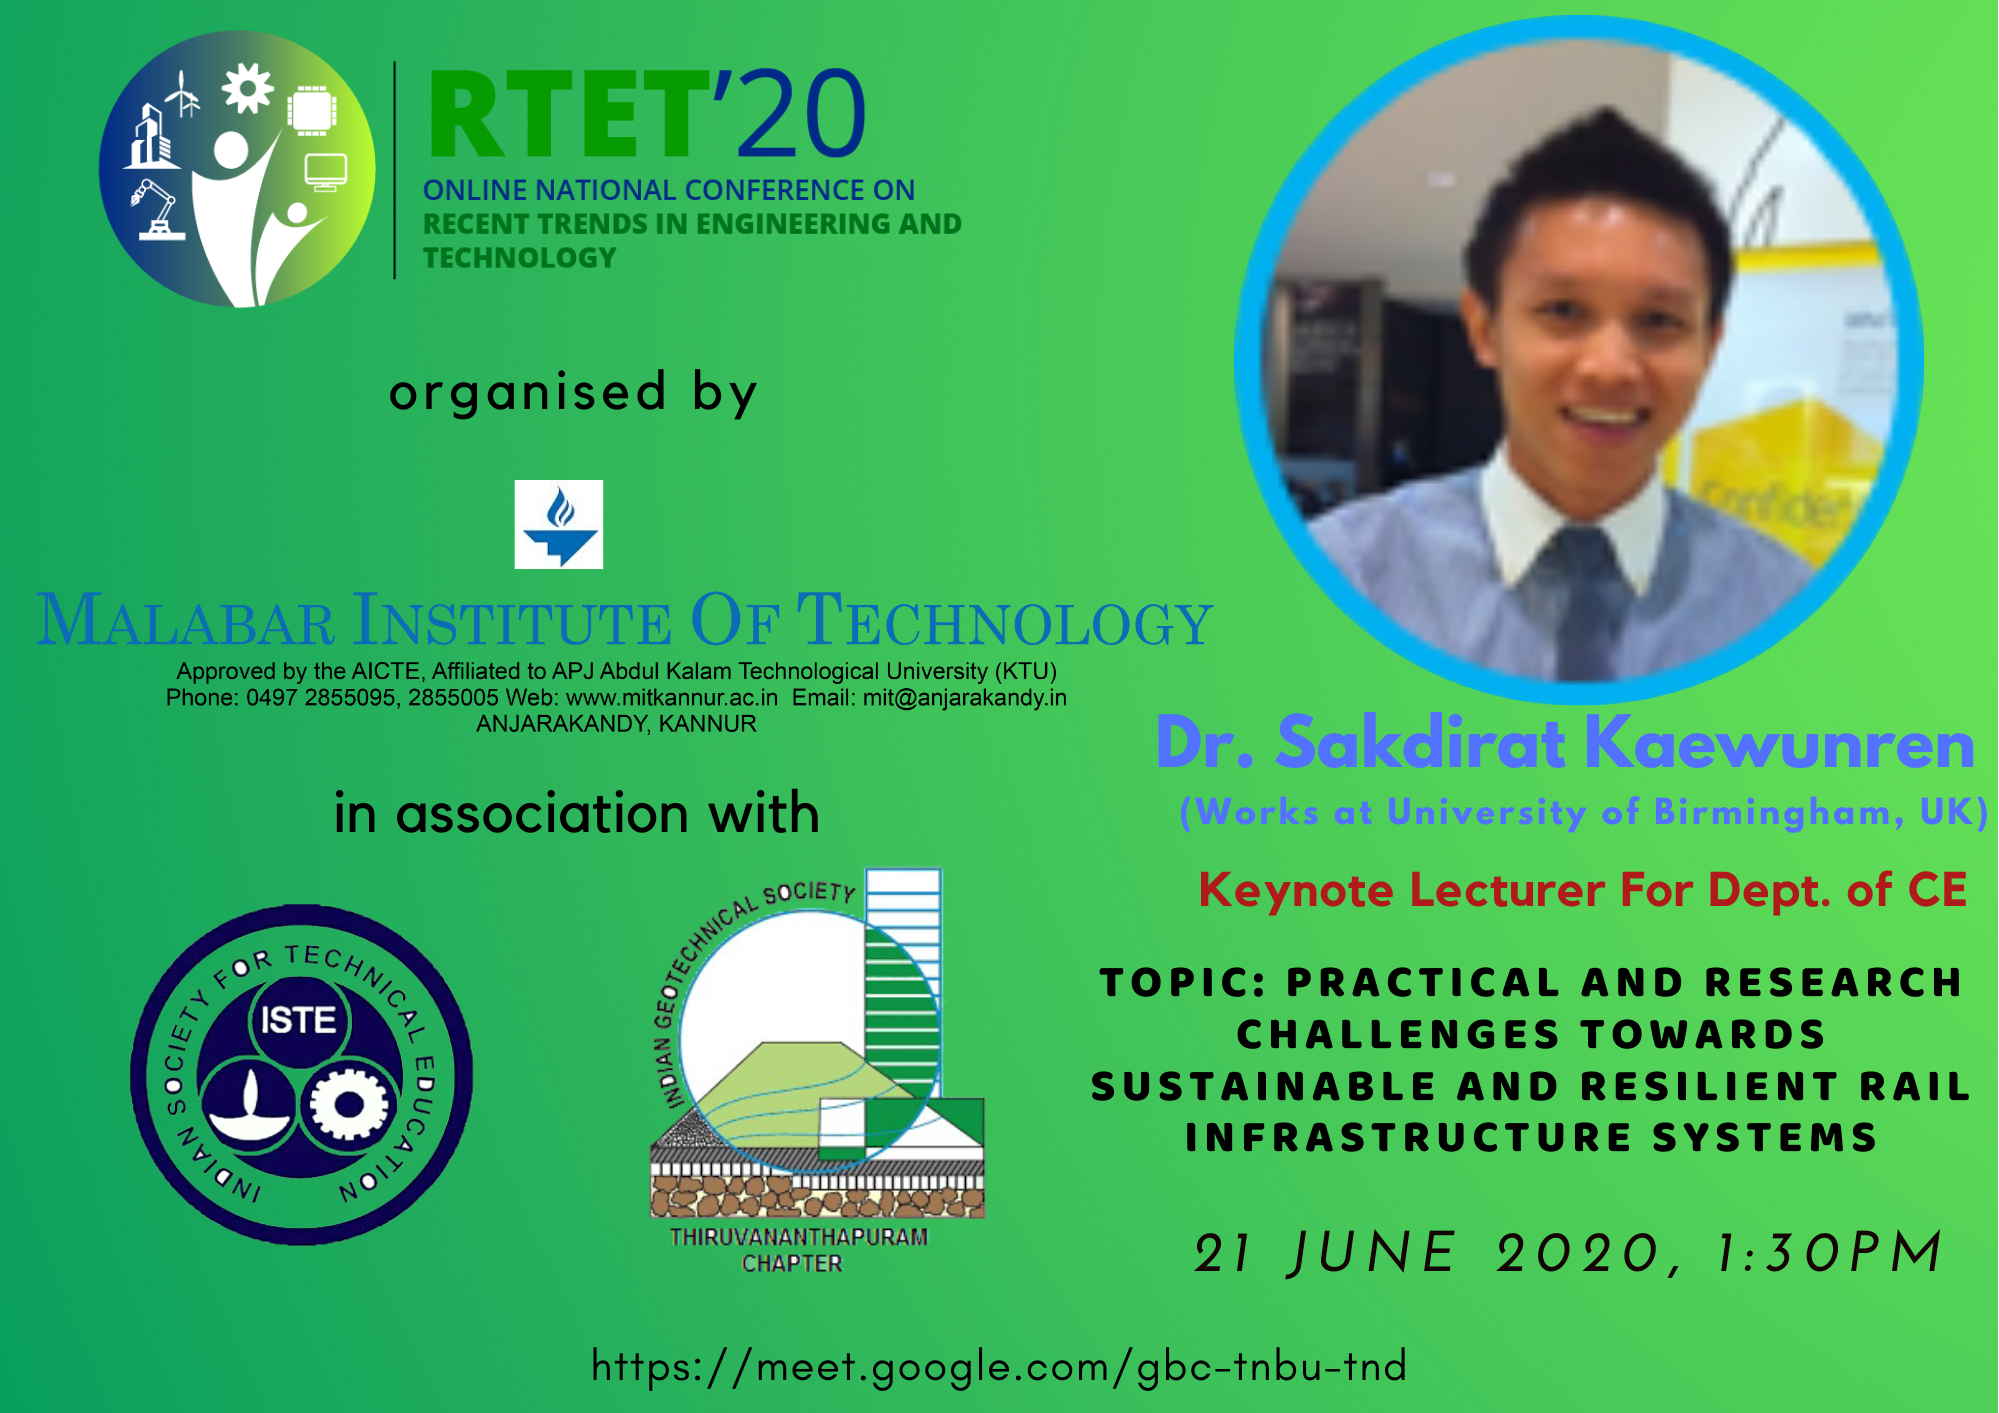 RTET'20
ONLINE NATIONAL CONFERENCE ON
RECENT TRENDS IN ENGINEERING AND
TECHNOLOGY
organised by
MALABAR INSTITUTE OF TECHNOLOGY
Approved by the AICTE, Affiliated to APJ Abdul Kalam Technological University (KTU)
Phone: 0497 2855095, 2855005 Web: www.mitkannur.ac.in Email: mit@anjarakandy.in
ANJARAKANDY, KANNUR
in association with
INDIAN SOCIETY FOR TECHNICAL EDUCATION
ISTE
INDIAN GEOTECHNICAL SOCIETY
THIRUVANANTHAPURAM
CHAPTER
Dr. Sakdirat Kaewunren
(Works at University of Birmingham, UK)
Keynote Lecturer For Dept. of CE
TOPIC: PRACTICAL AND RESEARCH
CHALLENGES TOWARDS
SUSTAINABLE AND RESILIENT RAIL
INFRASTRUCTURE SYSTEMS
21 JUNE 2020, 1:30PM
https://meet.google.com/gbc-tnbu-tnd